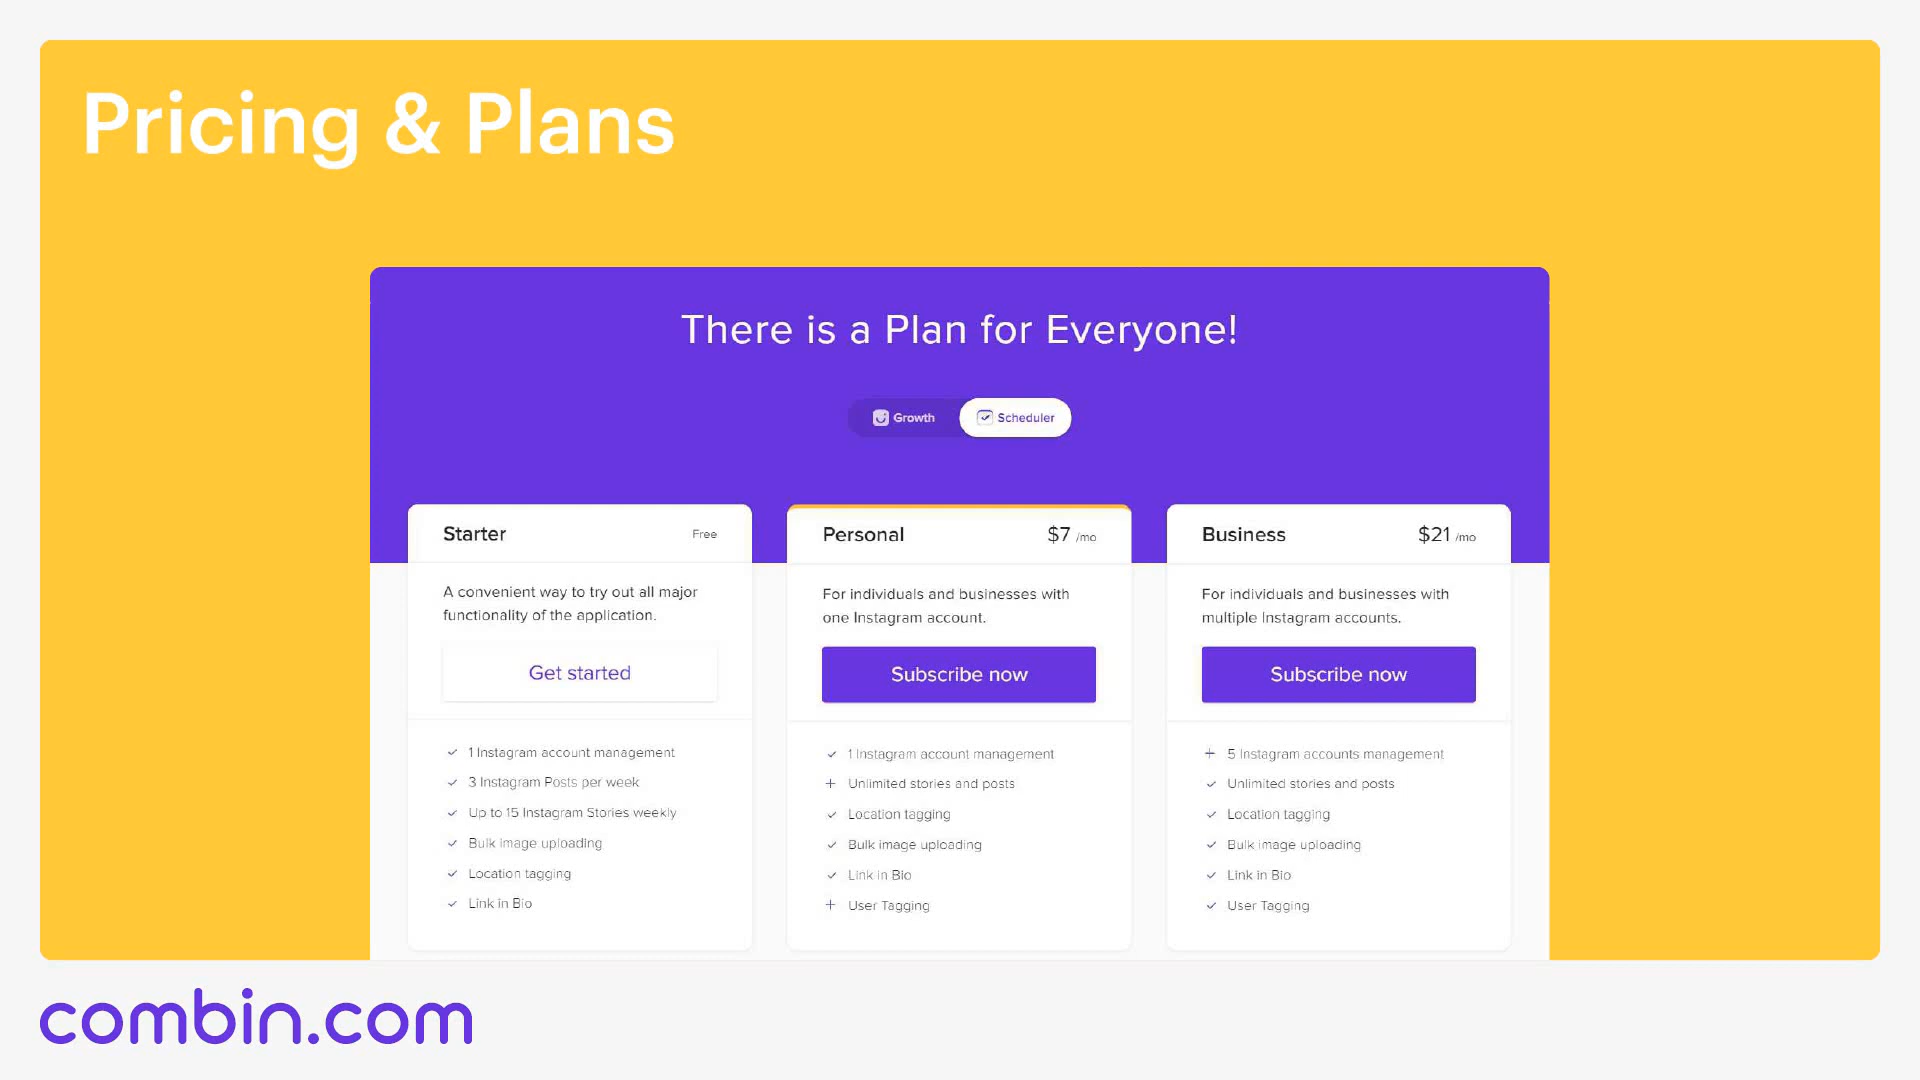 Pricing & Plans
There is a Plan for Everyone!
Growth
Scheduler
Starter
Free
A convenient way to try out all major
functionality of the application.
Get started
1 Instagram account management
3 Instagram Posts per week
Up to 15 Instagram Stories weekly
Bulk image uploading
Location tagging
Link in Bio
Personal
$7 /mo
For individuals and businesses with
one Instagram account.
Subscribe now
1 Instagram account management
Unlimited stories and posts
Location tagging
Bulk image uploading
Link in Bio
User Tagging
Business
$21 /mo
For individuals and businesses with
multiple Instagram accounts.
Subscribe now
5 Instagram accounts management
Unlimited stories and posts
Location tagging
Bulk image uploading
Link in Bio
User Tagging
combin.com